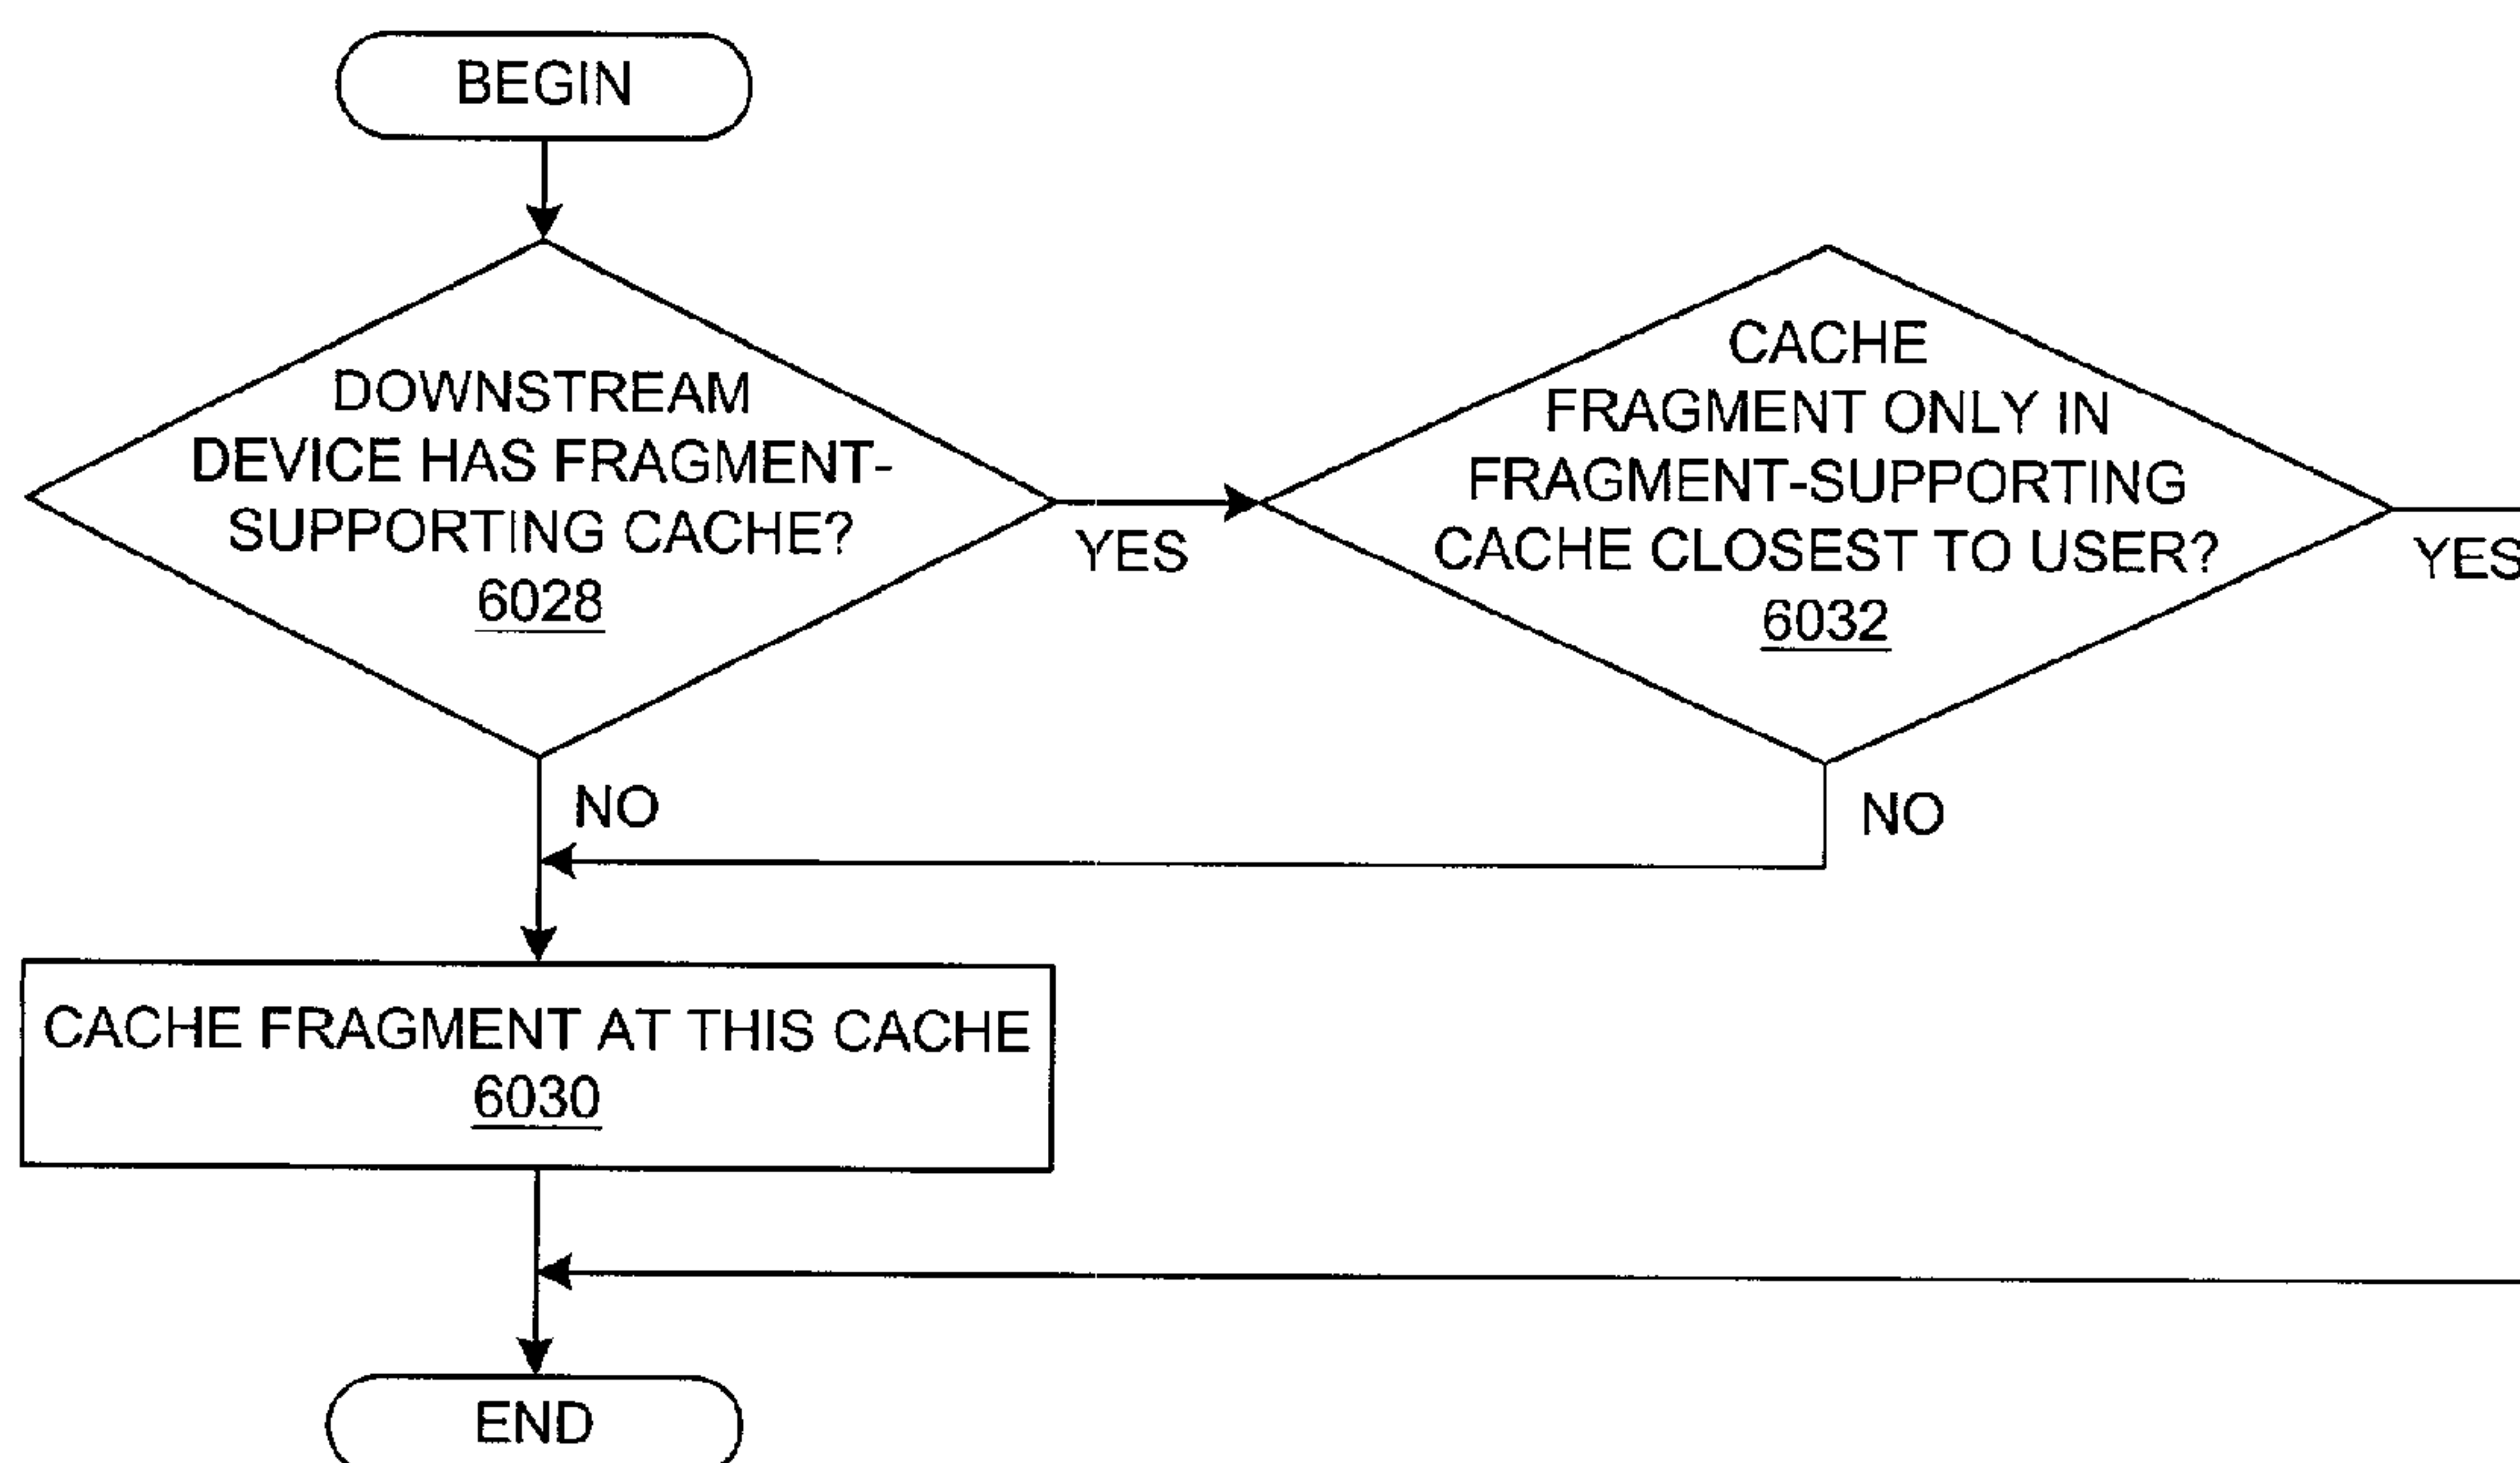 BEGIN
DOWNSTREAM
DEVICE HAS FRAGMENT-
SUPPORTING CACHE?
6028
YES
CACHE
FRAGMENT ONLY IN
FRAGMENT-SUPPORTING
CACHE CLOSEST TO USER?
6032
YES
NO
NO
CACHE FRAGMENT AT THIS CACHE
6030
END